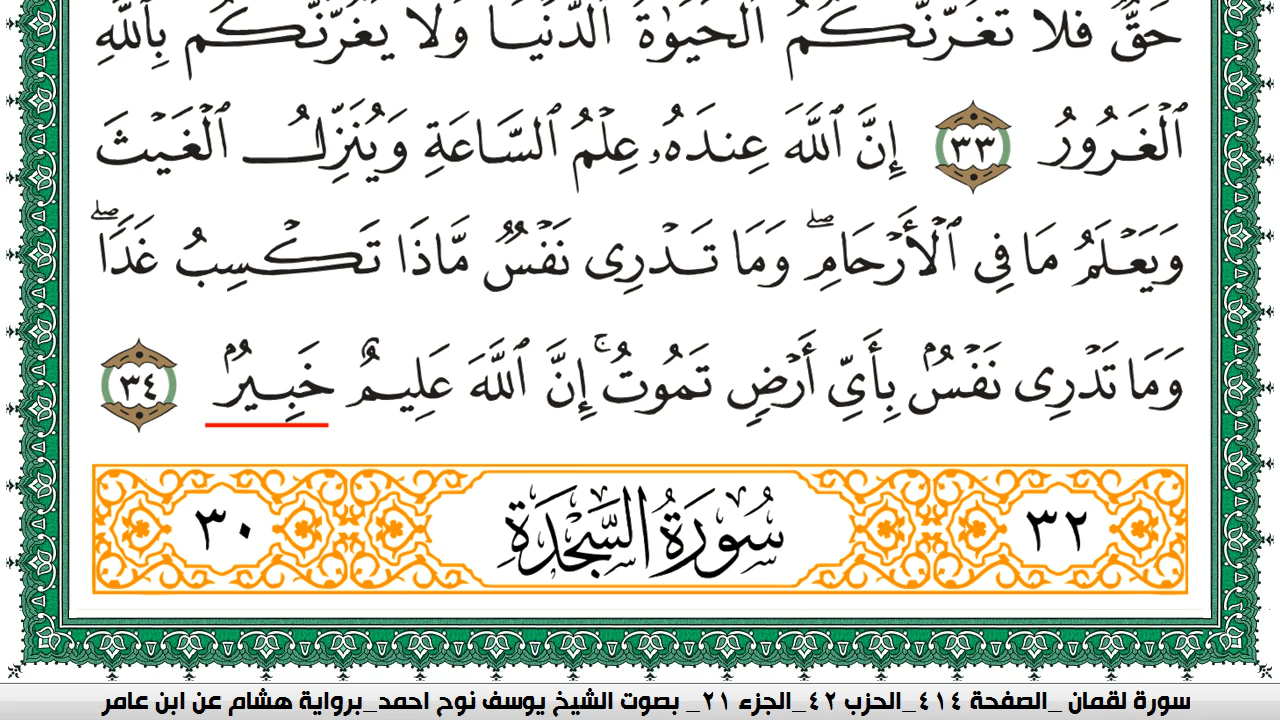 حَقٌّ فَلَا تَغُرَّنَّكُمُ ٱلْحَيَوٰةُ ٱلدُّنْيَا وَلَا يَغُرَّنَّكُم بِٱللَّهِ
ٱلْغَرُورُ ٣٣ إِنَّ ٱللَّهَ عِندَهُۥ عِلْمُ ٱلسَّاعَةِ وَيُنَزِّلُ ٱلْغَيْثَ
وَيَعْلَمُ مَا فِى ٱلْأَرْحَامِۖ وَمَا تَدْرِى نَفْسٌ مَّاذَا تَكْسِبُ غَدًاۖ
وَمَا تَدْرِى نَفْسٌۢ بِأَىِّ أَرْضٍ تَمُوتُۚ إِنَّ ٱللَّهَ عَلِيمٌ خَبِيرٌۢ ٣٤
٣٢ سُورَةُ السَّجْدَةِ ٣٠
سورة لقمان _الصفحة ٤١٤_الحزب ٤٢_الجزء ٢١_ بصوت الشيخ يوسف نوح احمد_برواية هشام عن ابن عامر